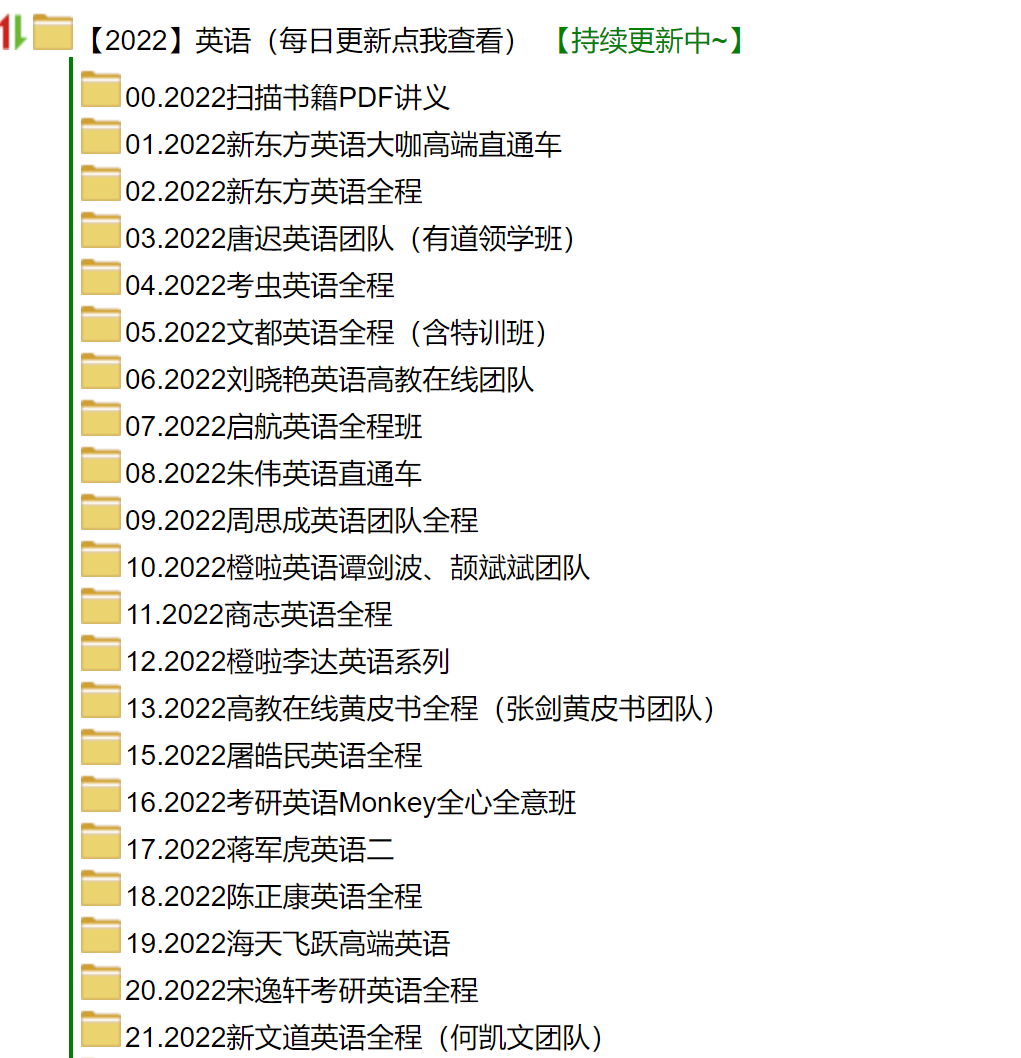 【2022】英语（每日更新点我查看） 【持续更新中~】
00.2022扫描书籍PDF讲义
01.2022新东方英语大咖高端直通车
02.2022新东方英语全程
03.2022唐迟英语团队（有道领学班）
04.2022考虫英语全程
05.2022文都英语全程（含特训班）
06.2022刘晓艳英语高教在线团队
07.2022启航英语全程班
08.2022朱伟英语直通车
09.2022周思成英语团队全程
10.2022橙啦英语谭剑波、颉斌斌团队
11.2022商志英语全程
12.2022橙啦李达英语系列
13.2022高教在线黄皮书全程（张剑黄皮书团队）
15.2022屠皓民英语全程
16.2022考研英语Monkey全心全意班
17.2022蒋军虎英语二
18.2022陈正康英语全程
19.2022海天飞跃高端英语
20.2022宋逸轩考研英语全程
21.2022新文道英语全程（何凯文团队）